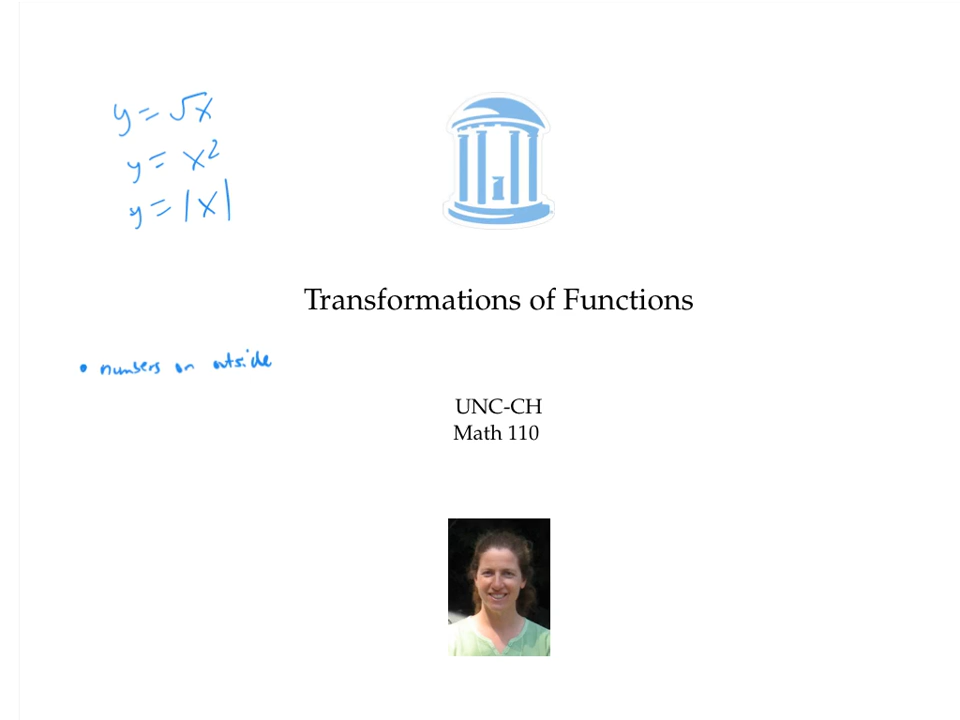 y = √x
y = x²
y = |x|
Transformations of Functions
• numbers on outside
UNC-CH
Math 110